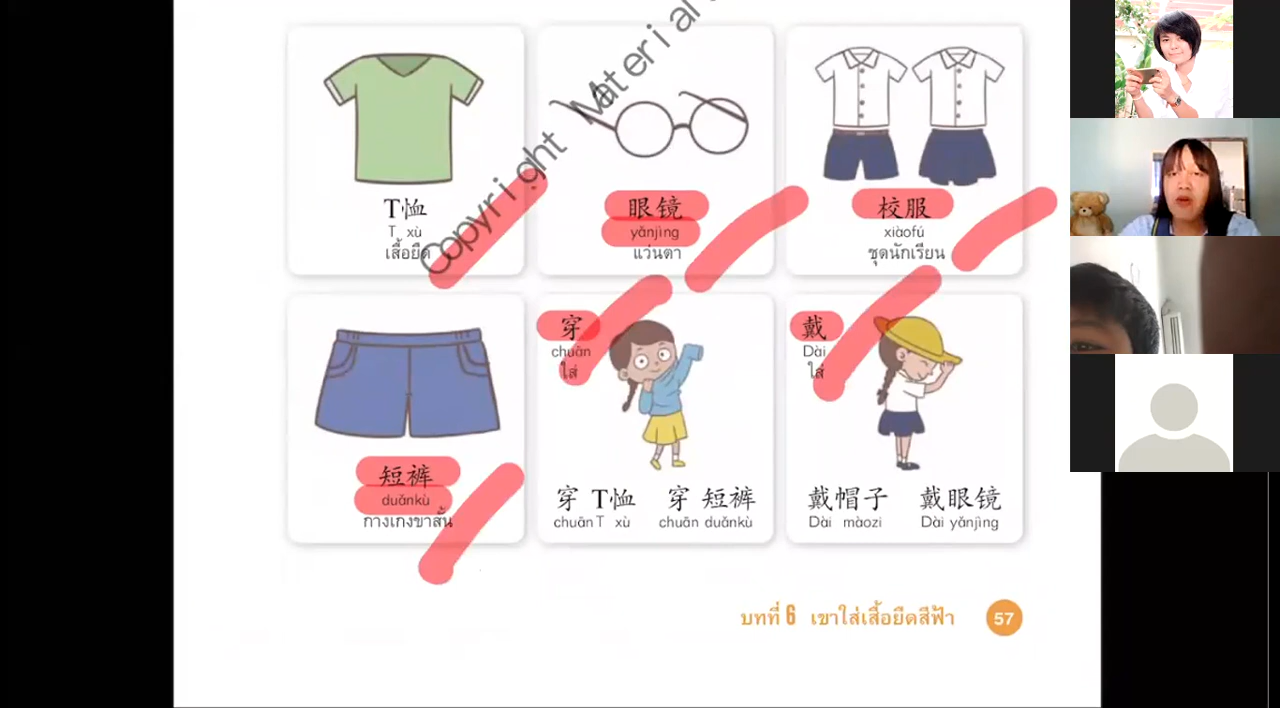 Copyright Material
T恤
T xù
เสื้อยืด
眼镜
yǎnjìng
แว่นตา
校服
xiàofú
ชุดนักเรียน
短裤
duǎnkù
กางเกงขาสั้น
穿
chuān
ใส่
穿 T恤 穿 短裤
chuān T xù chuān duǎnkù
戴
Dài
ใส่
戴帽子 戴眼镜
Dài màozi Dài yǎnjìng
บทที่ 6 เขาใส่เสื้อยืดสีฟ้า 57